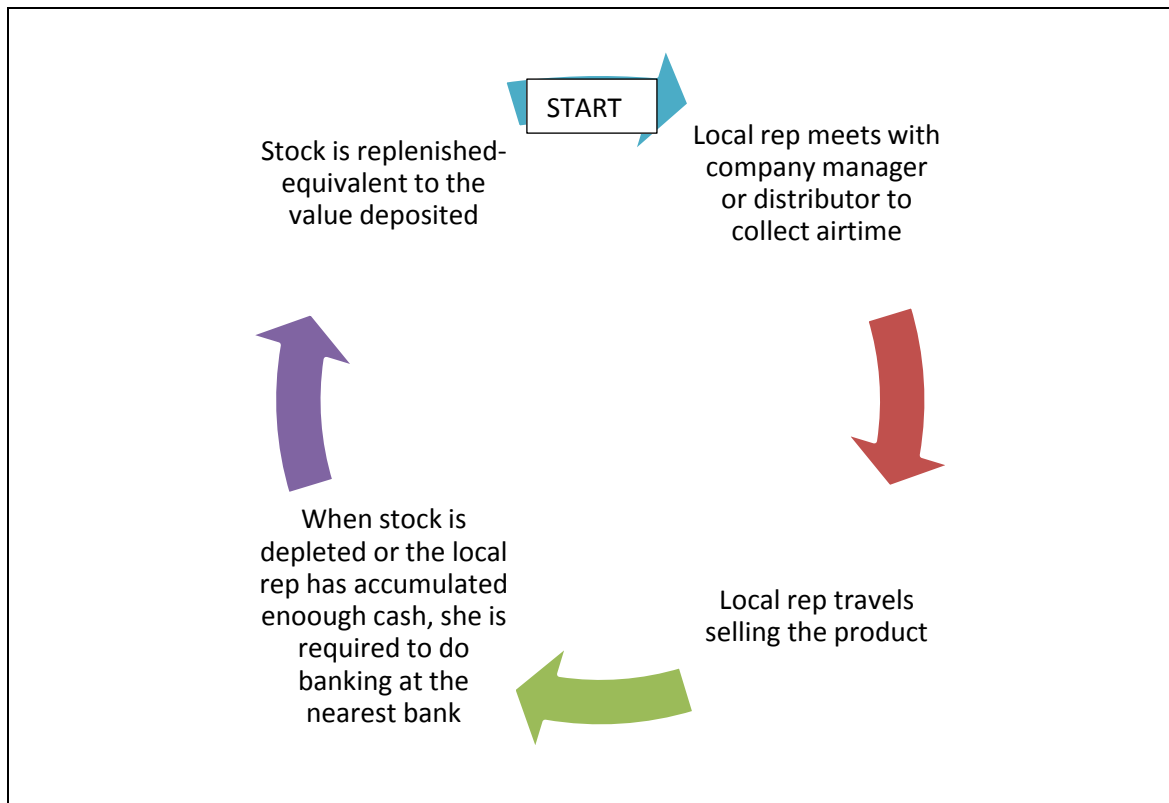 START
Local rep meets with
company manager
or distributor to
collect airtime
Local rep travels
selling the product
When stock is
depleted or the local
rep has accumulated
enoough cash, she is
required to do
banking at the
nearest bank
Stock is replenished-
equivalent to the
value deposited